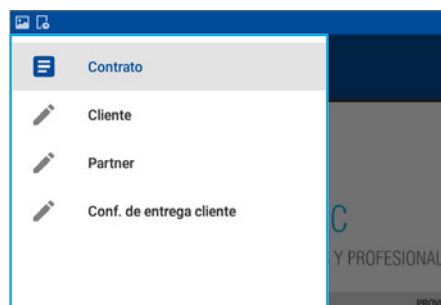 Contrato
Cliente
Partner
Conf. de entrega cliente
C
Y PROFESIONAL